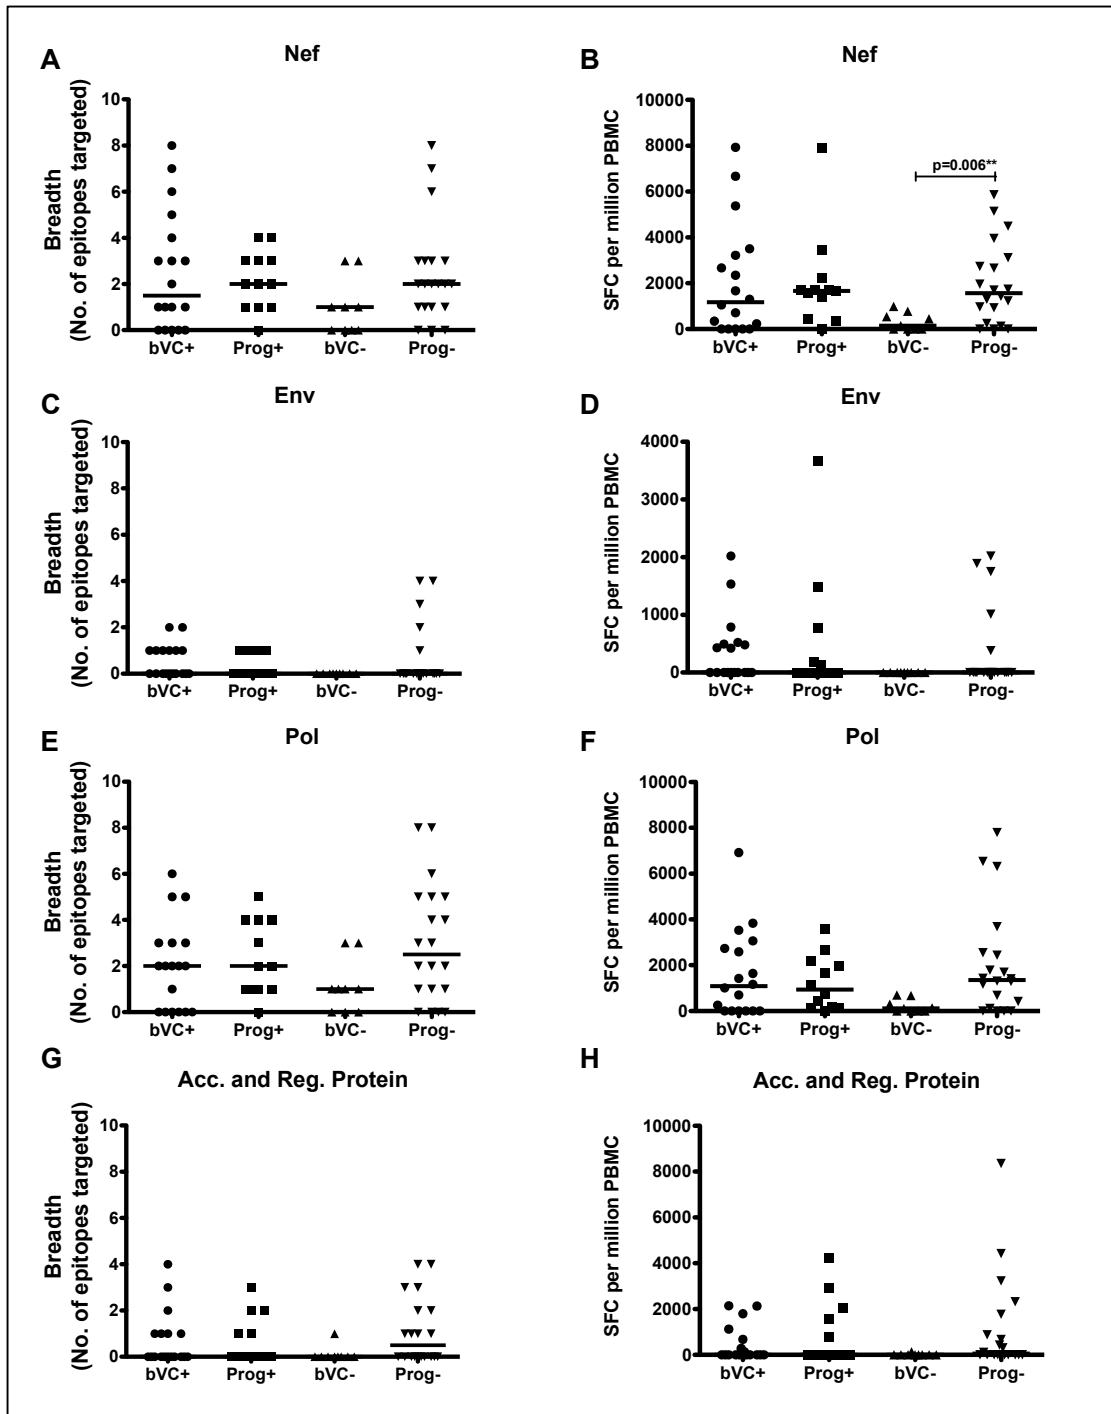 A
Nef
Breadth
(No. of epitopes targeted)
10
8
6
4
2
0
bVC+ Prog+ bVC- Prog-
B
Nef
SFC per million PBMC
10000
8000
6000
4000
2000
0
p=0.006**
bVC+ Prog+ bVC- Prog-
C
Env
Breadth
(No. of epitopes targeted)
10
8
6
4
2
0
bVC+ Prog+ bVC- Prog-
D
Env
SFC per million PBMC
4000
3000
2000
1000
0
bVC+ Prog+ bVC- Prog-
E
Pol
Breadth
(No. of epitopes targeted)
10
8
6
4
2
0
bVC+ Prog+ bVC- Prog-
F
Pol
SFC per million PBMC
10000
8000
6000
4000
2000
0
bVC+ Prog+ bVC- Prog-
G
Acc. and Reg. Protein
Breadth
(No. of epitopes targeted)
10
8
6
4
2
0
bVC+ Prog+ bVC- Prog-
H
Acc. and Reg. Protein
SFC per million PBMC
10000
8000
6000
4000
2000
0
bVC+ Prog+ bVC- Prog-